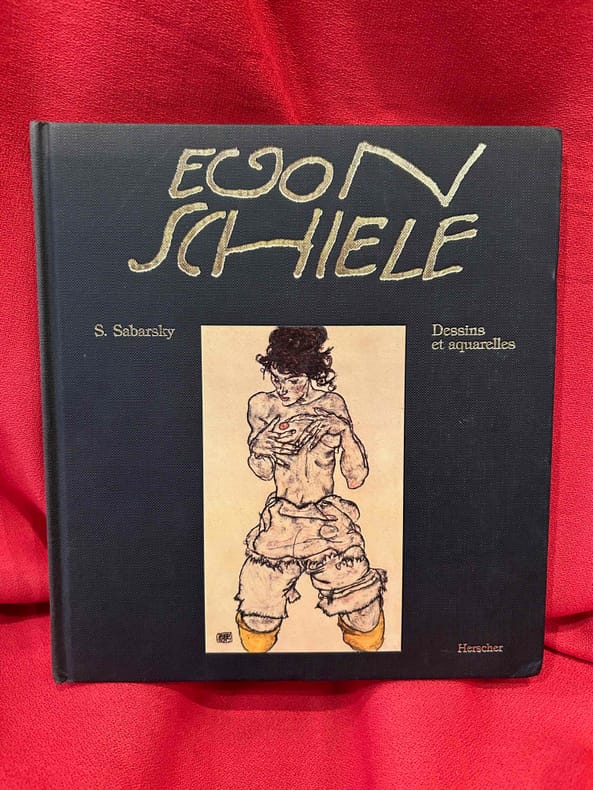 EGON
SCHIELE
S. Sabarsky
Dessins
et aquarelles
Herscher